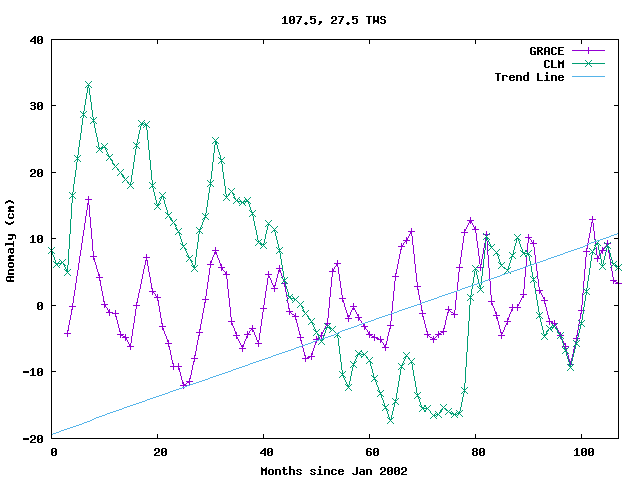 107.5, 27.5 TWS
40
30
20
10
0
-10
-20
0 20 40 60 80 100
Anomaly (cm)
Months since Jan 2002
GRACE
CLM
Trend Line